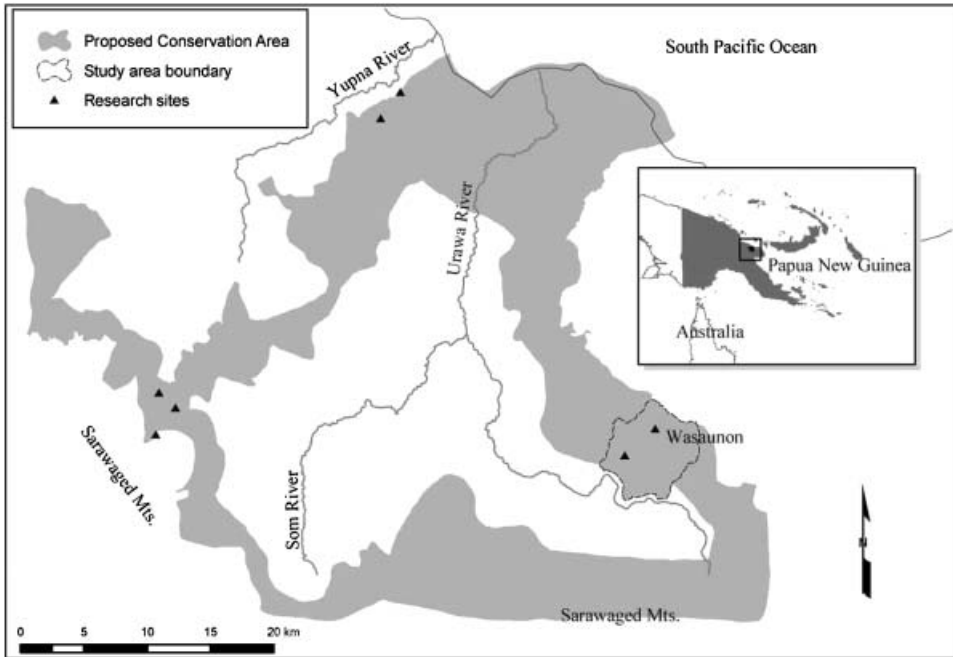 Proposed Conservation Area
Study area boundary
Research sites
South Pacific Ocean
Yupna River
Urawa River
Papua New Guinea
Australia
Wasaunon
Sarawaged Mts.
Som River
N
Sarawaged Mts.
0 5 10 15 20 km